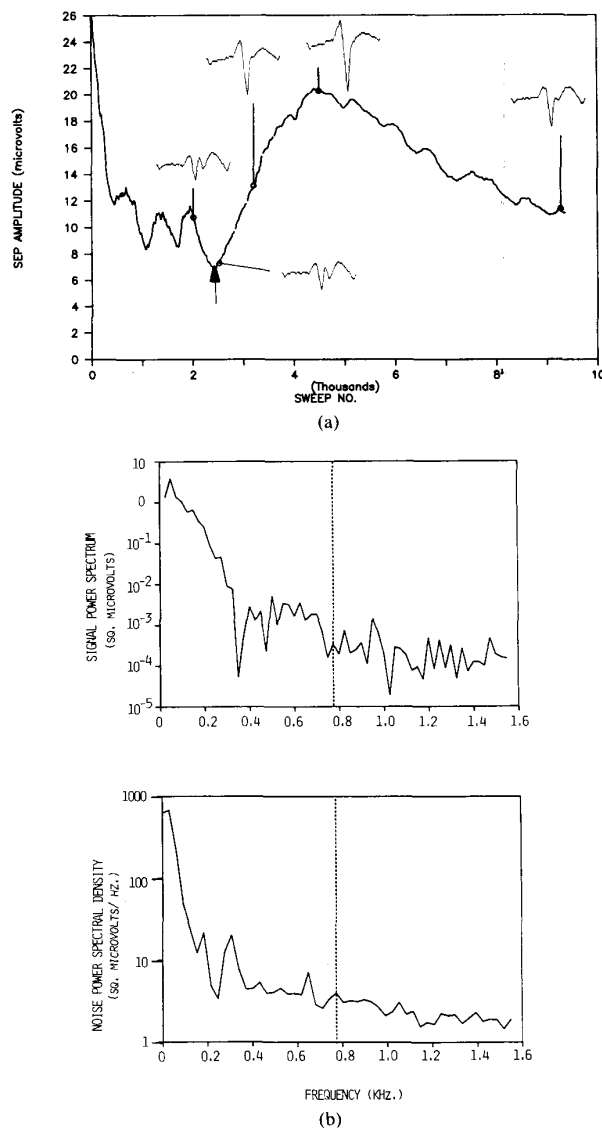 26
24
22
20
18
16
14
12
10
8
6
4
2
0
SEP AMPLITUDE (microvolts)
0 2 4 6 8 10
(Thousands)
SWEEP NO.
(a)
10
0
10-1
10-2
10-3
10-4
10-5
SIGNAL POWER SPECTRUM
(SQ. MICROVOLTS)
0 0.2 0.4 0.6 0.8 1.0 1.2 1.4 1.6
1000
100
10
1
NOISE POWER SPECTRAL DENSITY
(SQ. MICROVOLTS/ HZ.)
0 0.2 0.4 0.6 0.8 1.0 1.2 1.4 1.6
FREQUENCY (KHZ.)
(b)